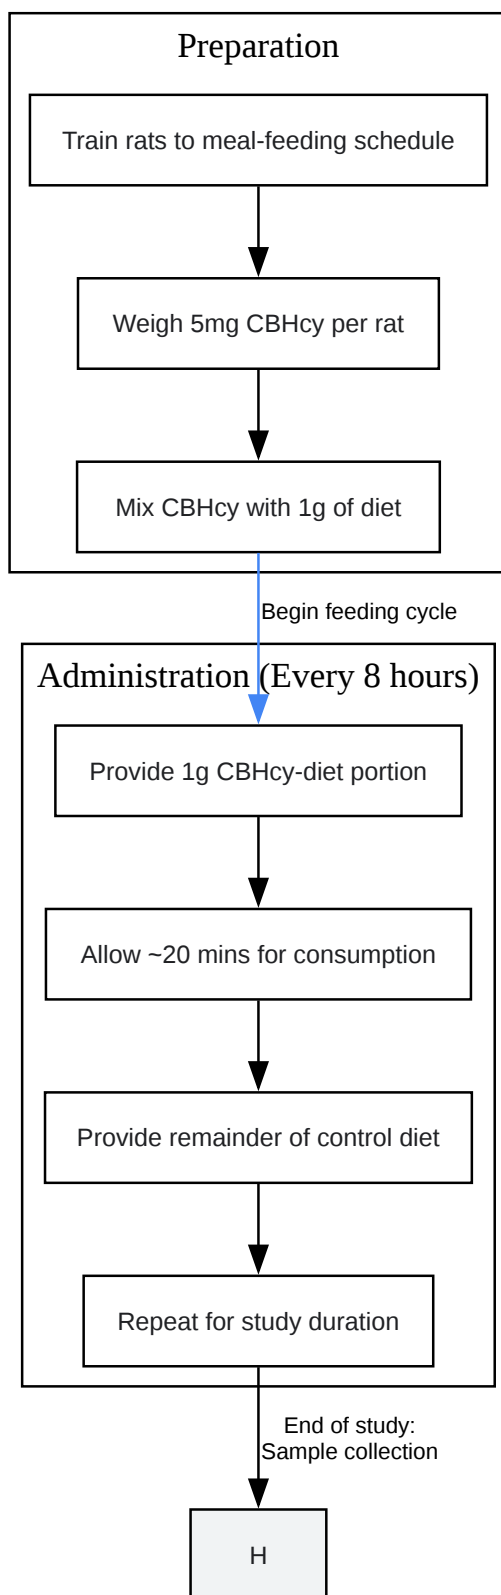 Preparation
Train rats to meal-feeding schedule
Weigh 5mg CBHcy per rat
Mix CBHcy with 1g of diet
Begin feeding cycle
Administration (Every 8 hours)
Provide 1g CBHcy-diet portion
Allow ~20 mins for consumption
Provide remainder of control diet
Repeat for study duration
End of study:
Sample collection
H